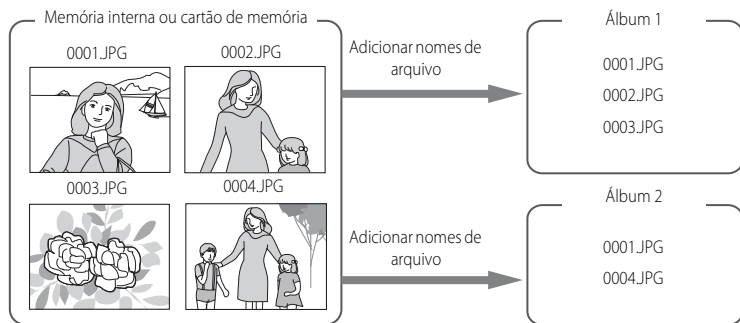 Memória interna ou cartão de memória
0001.JPG
0002.JPG
0003.JPG
0004.JPG
Adicionar nomes de
arquivo
Álbum 1
0001.JPG
0002.JPG
0003.JPG
Adicionar nomes de
arquivo
Álbum 2
0001.JPG
0004.JPG